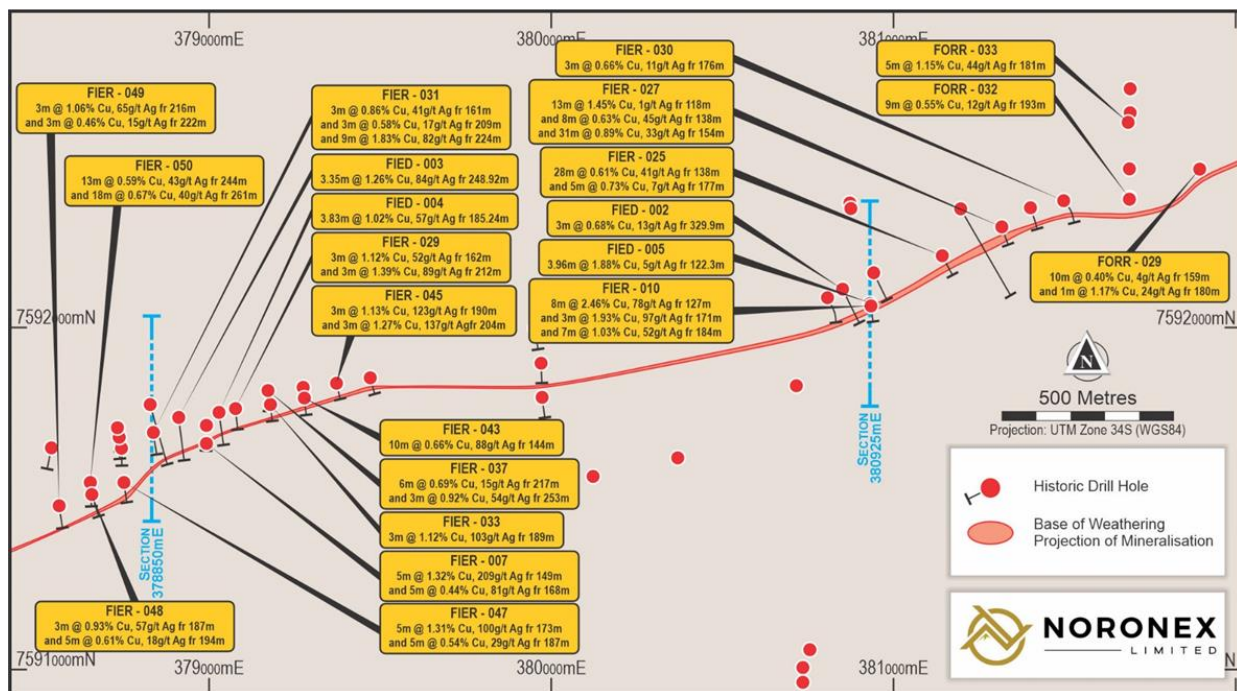 379000mE
380000mE
381000mE
FIER - 049
3m @ 1.06% Cu, 65g/t Ag fr 216m
and 3m @ 0.46% Cu, 15g/t Ag fr 222m
FIER - 050
13m @ 0.59% Cu, 43g/t Ag fr 244m
and 18m @ 0.67% Cu, 40g/t Ag fr 261m
FIER - 031
3m @ 0.86% Cu, 41g/t Ag fr 161m
and 3m @ 0.58% Cu, 17g/t Ag fr 209m
and 9m @ 1.83% Cu, 82g/t Ag fr 224m
FIED - 003
3.35m @ 1.26% Cu, 84g/t Ag fr 248.92m
FIED - 004
3.83m @ 1.02% Cu, 57g/t Ag fr 185.24m
FIER - 029
3m @ 1.12% Cu, 52g/t Ag fr 162m
and 3m @ 1.39% Cu, 89g/t Ag fr 212m
FIER - 045
3m @ 1.13% Cu, 123g/t Ag fr 190m
and 3m @ 1.27% Cu, 137g/t Agfr 204m
FIER - 030
3m @ 0.66% Cu, 11g/t Ag fr 176m
FIER - 027
13m @ 1.45% Cu, 1g/t Ag fr 118m
and 8m @ 0.63% Cu, 45g/t Ag fr 138m
and 31m @ 0.89% Cu, 33g/t Ag fr 154m
FIER - 025
28m @ 0.61% Cu, 41g/t Ag fr 138m
and 5m @ 0.73% Cu, 7g/t Ag fr 177m
FIED - 002
3m @ 0.68% Cu, 13g/t Ag fr 329.9m
FIED - 005
3.96m @ 1.88% Cu, 5g/t Ag fr 122.3m
FIER - 010
8m @ 2.46% Cu, 78g/t Ag fr 127m
and 3m @ 1.93% Cu, 97g/t Ag fr 171m
and 7m @ 1.03% Cu, 52g/t Ag fr 184m
FORR - 033
5m @ 1.15% Cu, 44g/t Ag fr 181m
FORR - 032
9m @ 0.55% Cu, 12g/t Ag fr 193m
FORR - 029
10m @ 0.40% Cu, 4g/t Ag fr 159m
and 1m @ 1.17% Cu, 24g/t Ag fr 180m
7592000mN
7592000mN
N
500 Metres
Projection: UTM Zone 34S (WGS84)
SECTION
378850mE
SECTION
380925mE
FIER - 043
10m @ 0.66% Cu, 88g/t Ag fr 144m
FIER - 037
6m @ 0.69% Cu, 15g/t Ag fr 217m
and 3m @ 0.92% Cu, 54g/t Ag fr 253m
FIER - 033
3m @ 1.12% Cu, 103g/t Ag fr 189m
FIER - 007
5m @ 1.32% Cu, 209g/t Ag fr 149m
and 5m @ 0.44% Cu, 81g/t Ag fr 168m
FIER - 047
5m @ 1.31% Cu, 100g/t Ag fr 173m
and 5m @ 0.54% Cu, 29g/t Ag fr 187m
FIER - 048
3m @ 0.93% Cu, 57g/t Ag fr 187m
and 5m @ 0.61% Cu, 18g/t Ag fr 194m
Historic Drill Hole
Base of Weathering
Projection of Mineralisation
NORONEX
LIMITED
7591000mN
379000mE
380000mE
381000mE